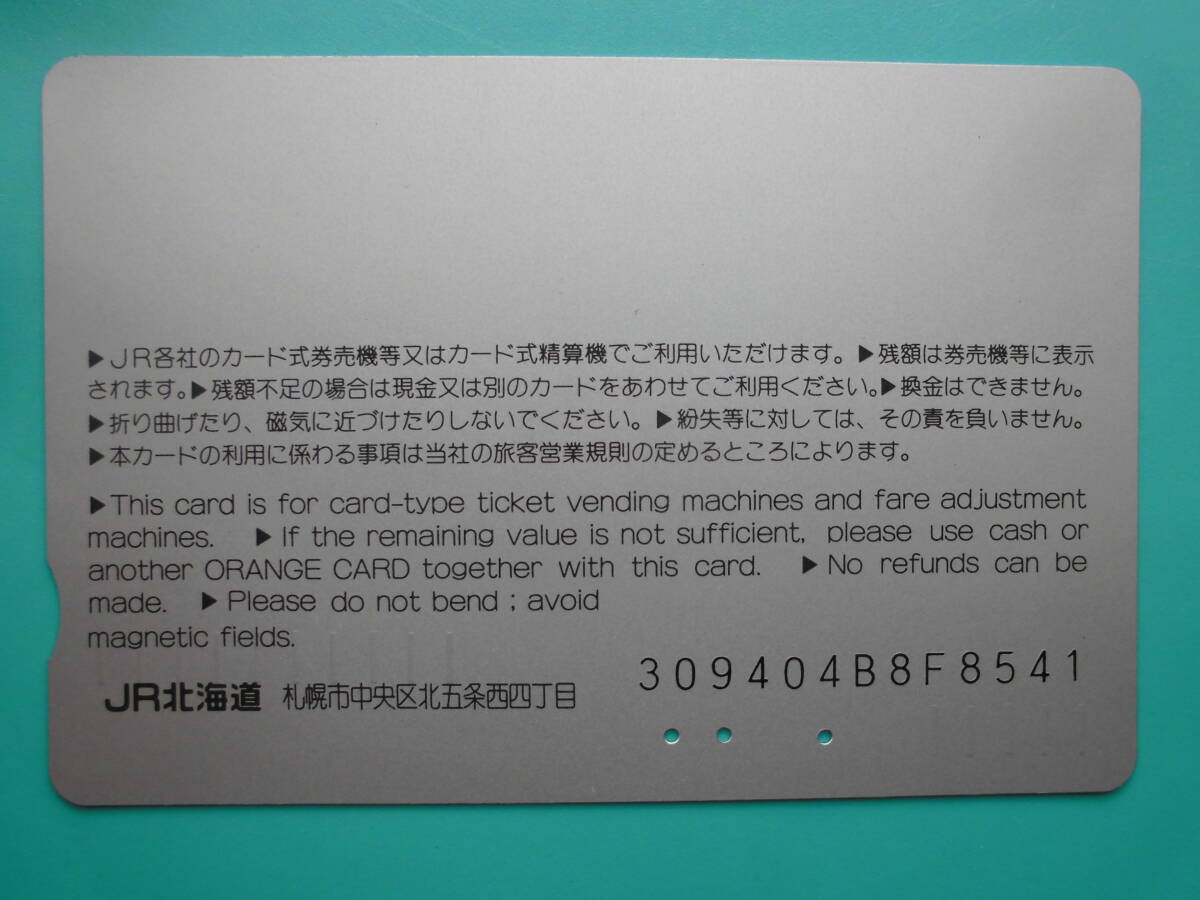 ▶JR各社のカード式券売機等又はカード式精算機でご利用いただけます。▶残額は券売機等に表示
されます。▶残額不足の場合は現金又は別のカードをあわせてご利用ください。▶換金はできません。
▶折り曲げたり、磁気に近づけたりしないでください。▶紛失等に対しては、その責を負いません。
▶本カードの利用に係わる事項は当社の旅客営業規則の定めるところによります。
▶This card is for card-type ticket vending machines and fare adjustment
machines. ▶If the remaining value is not sufficient, please use cash or
another ORANGE CARD together with this card. ▶No refunds can be
made. ▶Please do not bend ; avoid
magnetic fields.
309404B8F8541
JR北海道 札幌市中央区北五条西四丁目